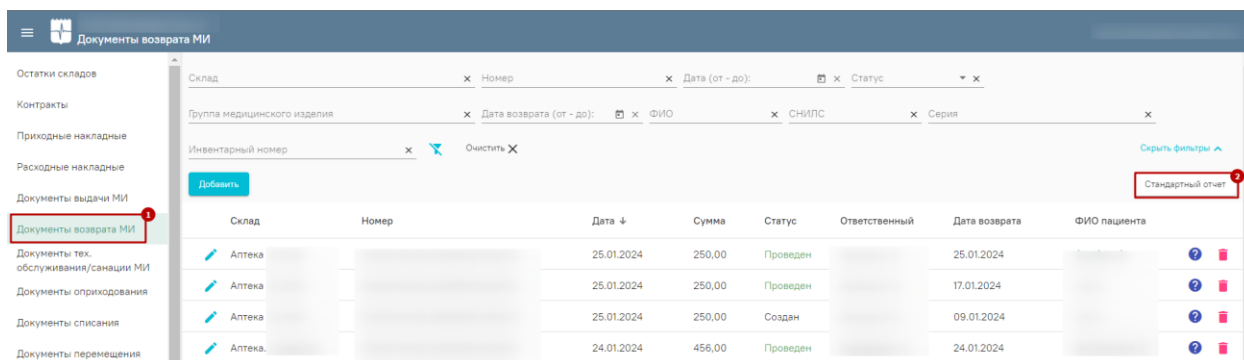 Документы возврата МИ
Остатки складов
Контракты
Приходные накладные
Расходные накладные
Документы выдачи МИ
Документы возврата МИ
1
Документы тех.
обслуживания/санации МИ
Документы оприходования
Документы списания
Документы перемещения
Склад Номер Дата (от - до): Статус
Группа медицинского изделия Дата возврата (от - до): ФИО СНИЛС Серия
Инвентарный номер Очистить Скрыть фильтры
Добавить Стандартный отчет 2
Склад Номер Дата Сумма Статус Ответственный Дата возврата ФИО пациента
Аптека 25.01.2024 250,00 Проведен 25.01.2024
Аптека 25.01.2024 250,00 Проведен 17.01.2024
Аптека 25.01.2024 250,00 Создан 09.01.2024
Аптека. 24.01.2024 456,00 Проведен 24.01.2024